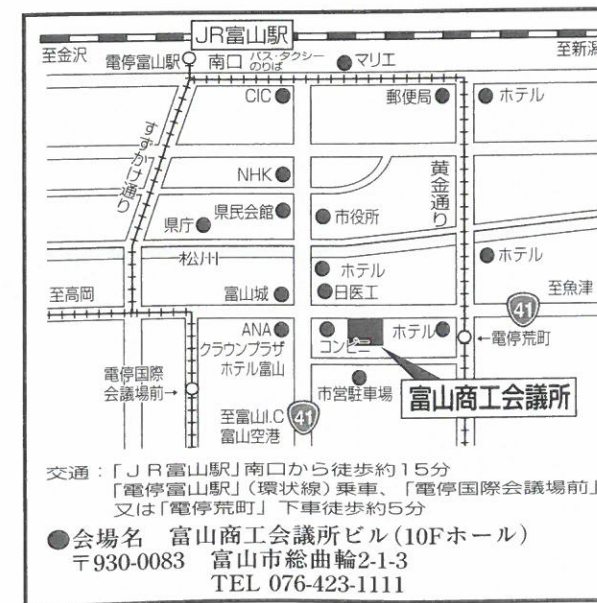 JR富山駅
至金沢
至新潟
電停富山駅
南口
バス・タクシー
のりば
マリエ
CIC
郵便局
ホテル
すずかけ通り
NHK
黄金通り
県民会館
県庁
市役所
松川
ホテル
ホテル
至高岡
富山城
日医工
至魚津
41
ANA
クラウンプラザ
ホテル富山
コンビニ
ホテル
←電停荒町
電停国際
会議場前→
市営駐車場
富山商工会議所
至富山I.C
富山空港
41
交通:「JR富山駅」南口から徒歩約15分
「電停富山駅」(環状線)乗車、「電停国際会議場前」
又は「電停荒町」下車徒歩約5分
●会場名 富山商工会議所ビル(10Fホール)
〒930-0083 富山市総曲輪2-1-3
TEL 076-423-1111